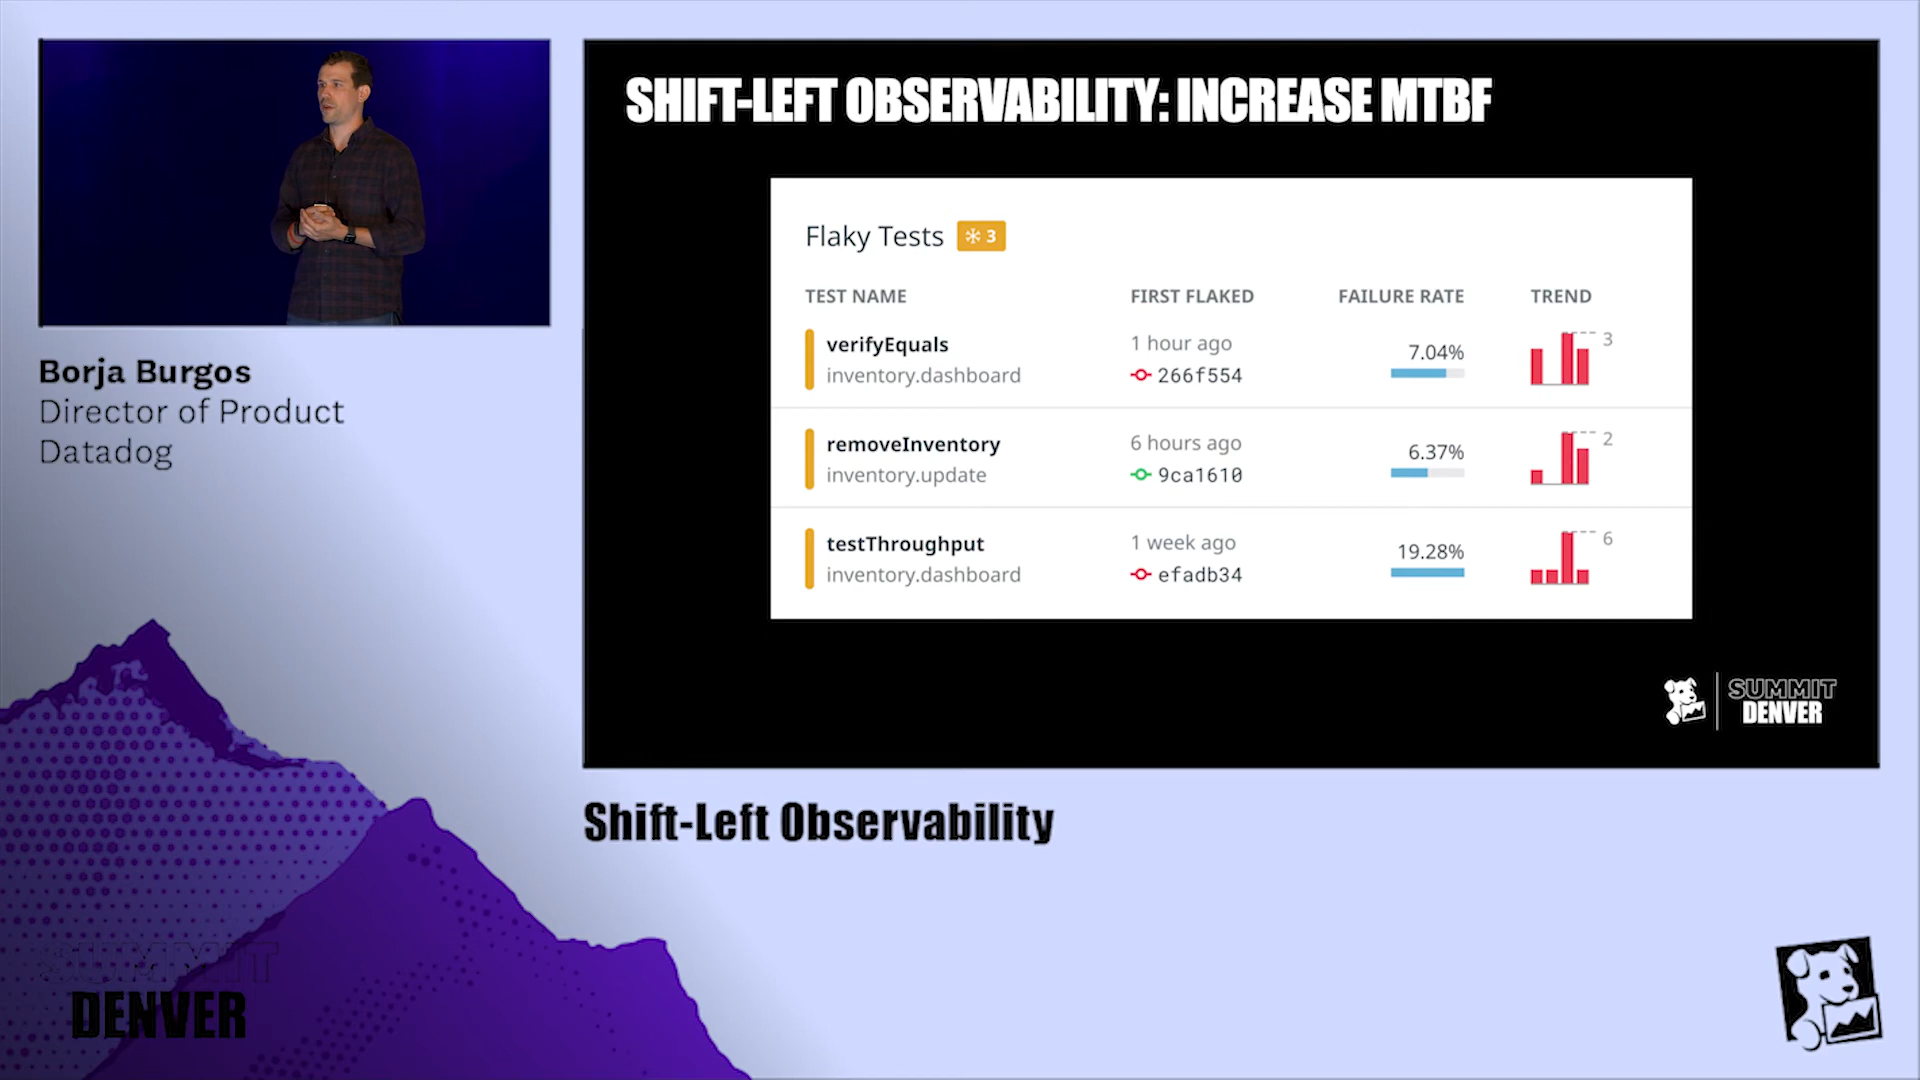 SHIFT-LEFT OBSERVABILITY: INCREASE MTBF
Flaky Tests 3
TEST NAME FIRST FLAKED FAILURE RATE TREND
verifyEquals 1 hour ago 7.04% 3
inventory.dashboard 266f554
removeInventory 6 hours ago 6.37% 2
inventory.update 9ca1610
testThroughput 1 week ago 19.28% 6
inventory.dashboard efadb34
SUMMIT
DENVER
Borja Burgos
Director of Product
Datadog
Shift-Left Observability
SUMMIT
DENVER